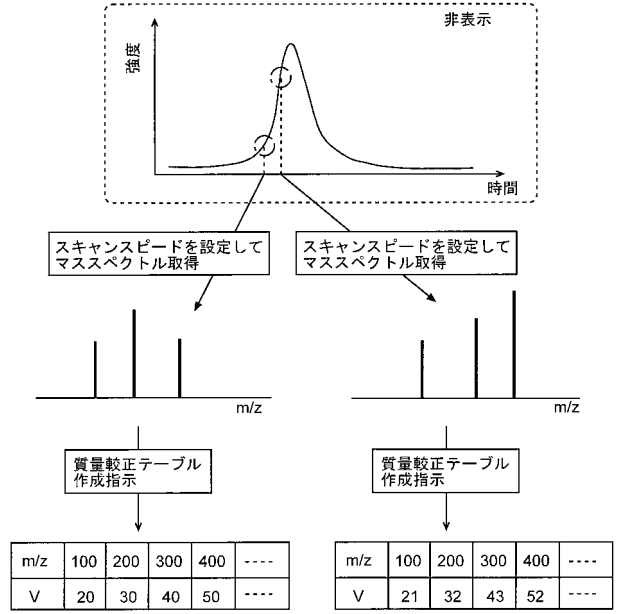 非表示
強度
時間
スキャンスピードを設定して
マススペクトル取得
スキャンスピードを設定して
マススペクトル取得
m/z
m/z
質量較正テーブル
作成指示
質量較正テーブル
作成指示
m/z 100 200 300 400 ----
V 20 30 40 50 ----
m/z 100 200 300 400 ----
V 21 32 43 52 ----